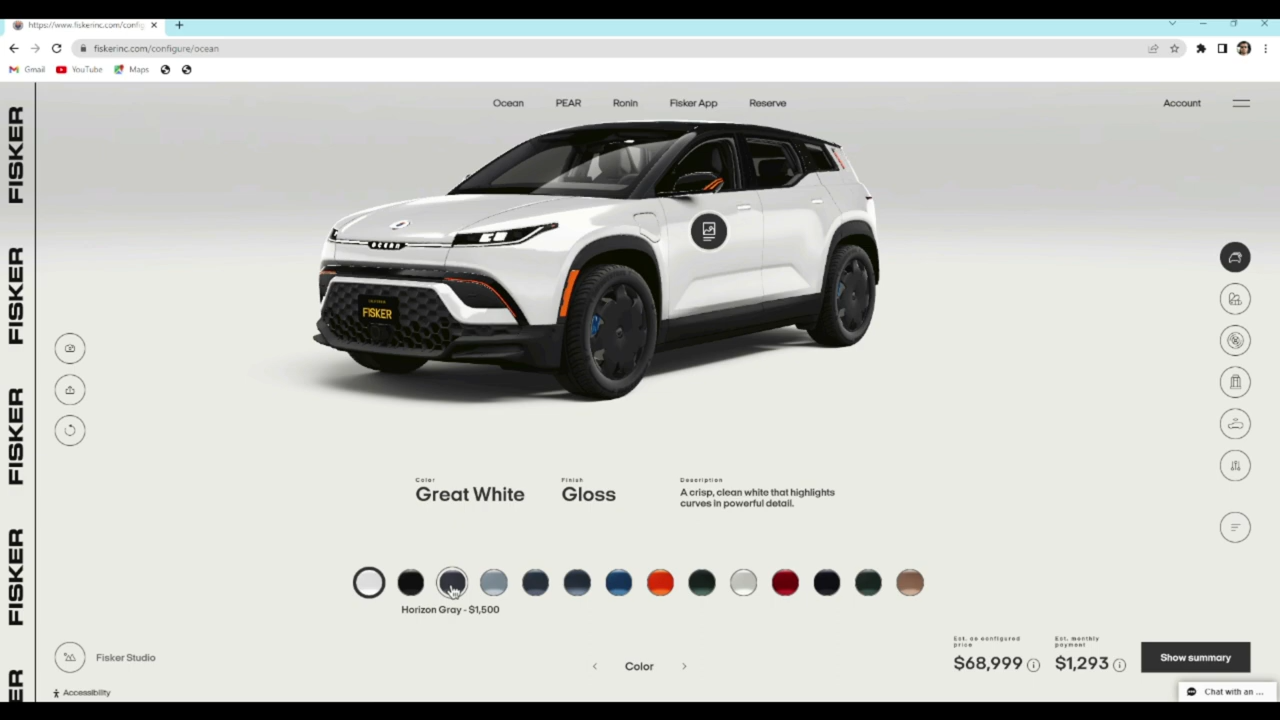 https://www.fiskerinc.com/config
fiskerinc.com/configure/ocean
Gmail YouTube Maps
Ocean PEAR Ronin Fisker App Reserve Account
FISKER
FISKER
FISKER
FISKER
ER
ocean
FISKER
Color Finish Description
Great White Gloss A crisp, clean white that highlights
curves in powerful detail.
Horizon Gray - $1,500
Fisker Studio
Color
Est. as configured
price
$68,999
Est. monthly
payment
$1,293
Show summary
Accessibility
Chat with an ...